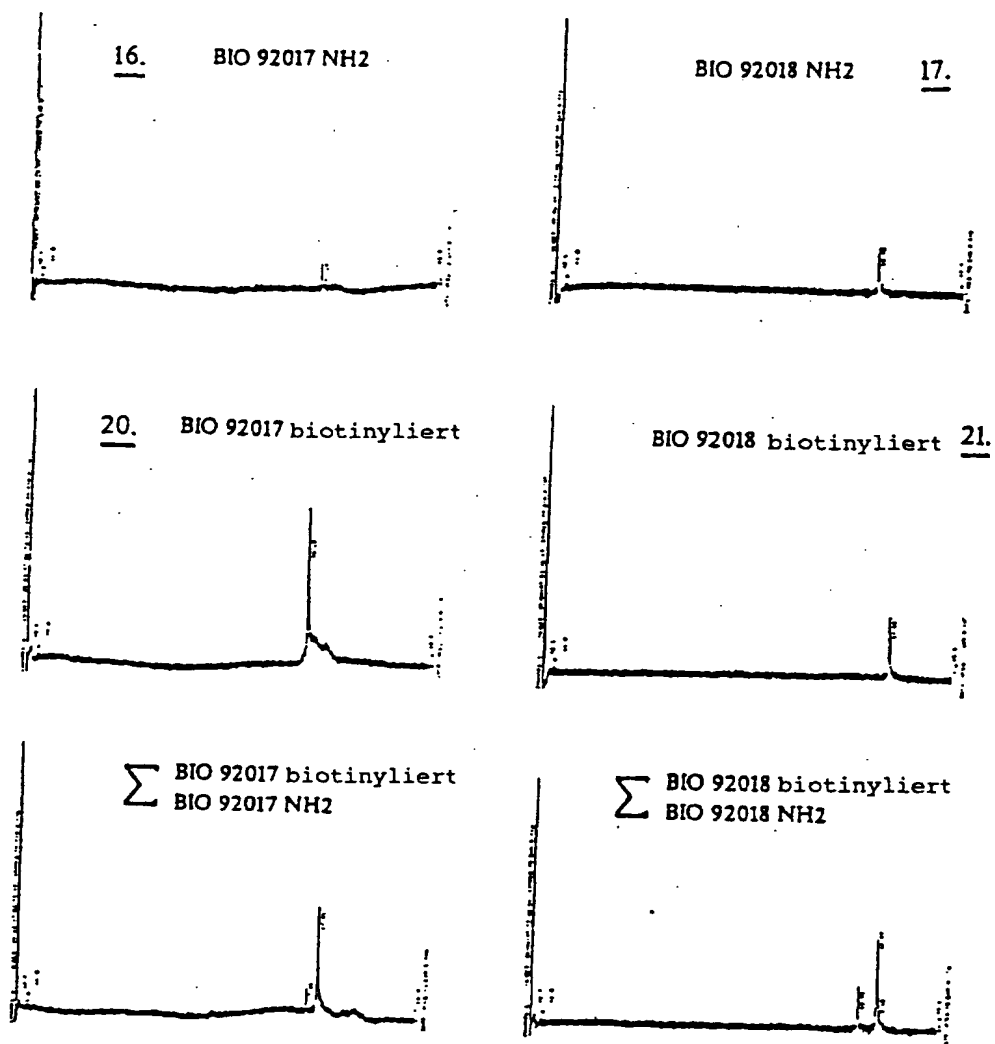 16. BIO 92017 NH2
BIO 92018 NH2 17.
20. BIO 92017 biotinyliert
BIO 92018 biotinyliert 21.
∑ BIO 92017 biotinyliert
BIO 92017 NH2
∑ BIO 92018 biotinyliert
BIO 92018 NH2